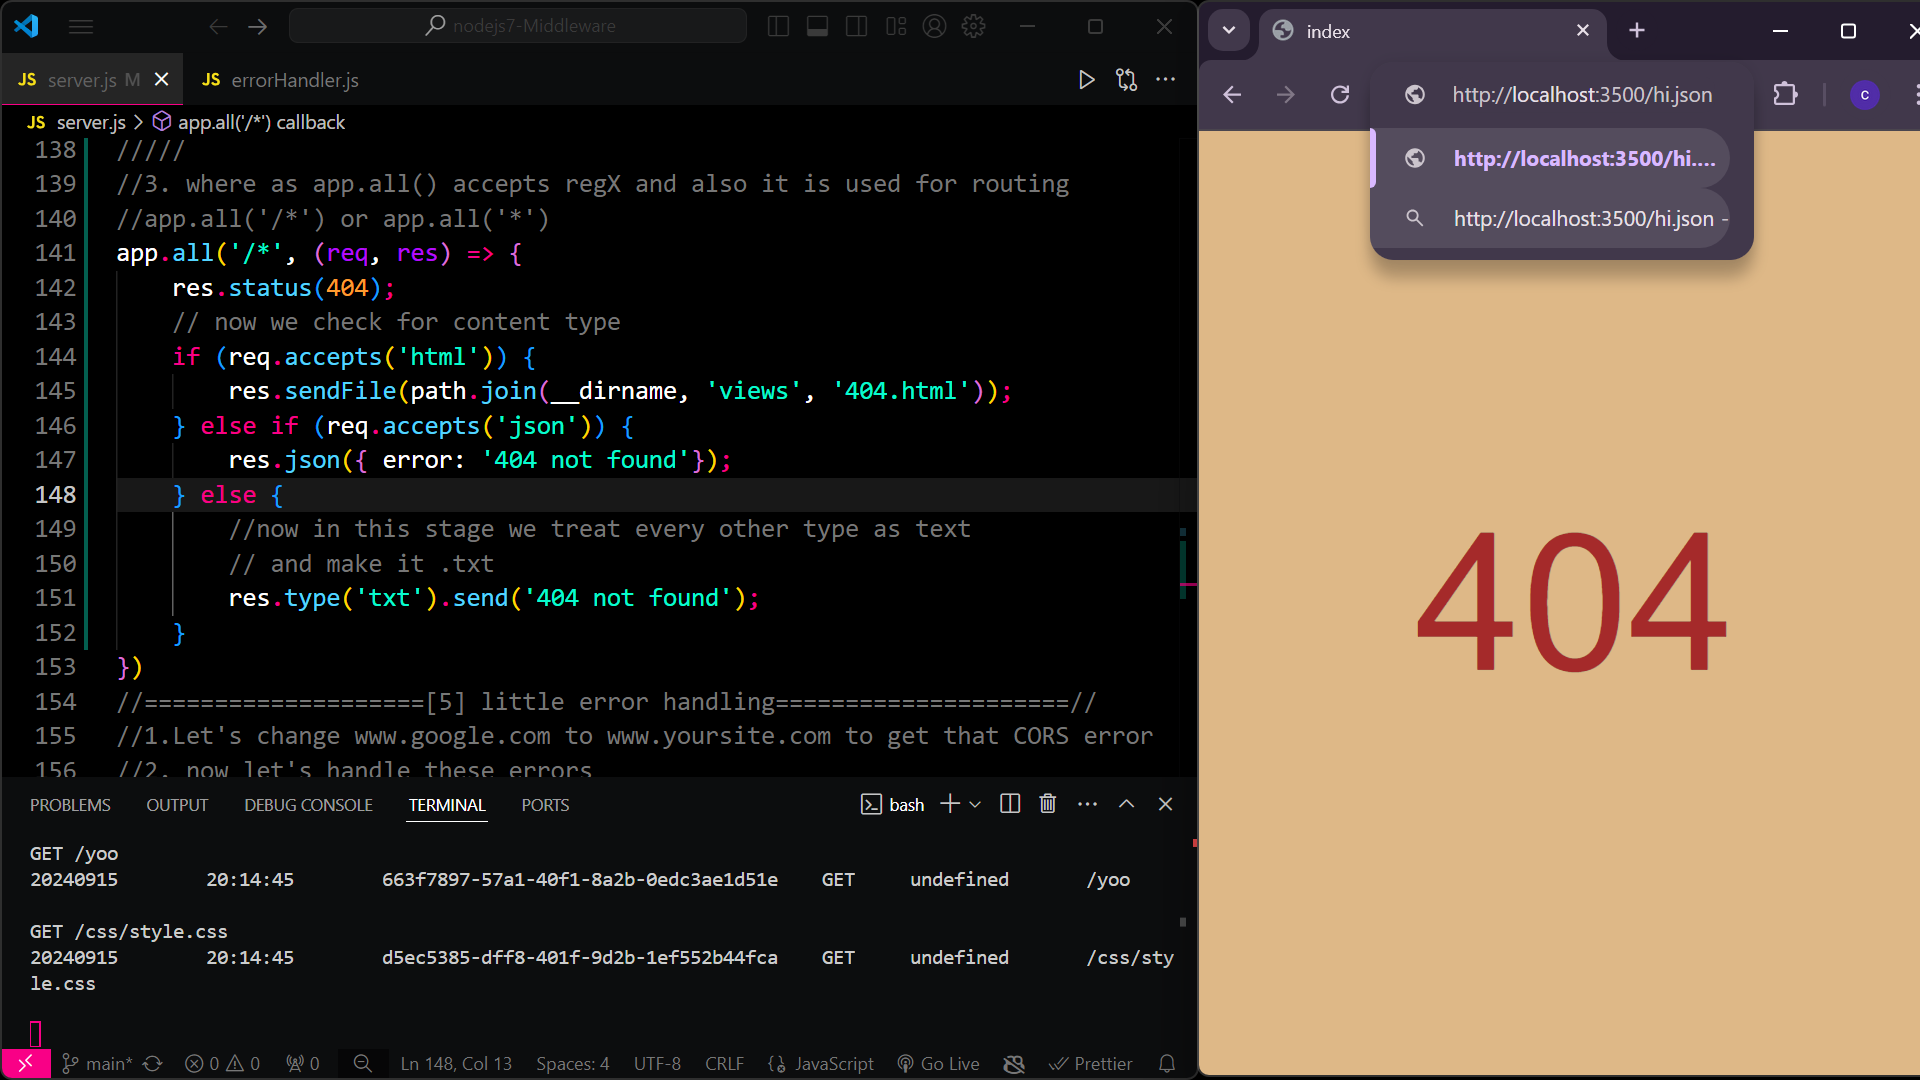 nodejs7-Middleware
JS server.js M
JS errorHandler.js
JS server.js > app.all('/*') callback
138 /////
139 //3. where as app.all() accepts regX and also it is used for routing
140 //app.all('/*') or app.all('*')
141 app.all('/*', (req, res) => {
142 res.status(404);
143 // now we check for content type
144 if (req.accepts('html')) {
145 res.sendFile(path.join(__dirname, 'views', '404.html'));
146 } else if (req.accepts('json')) {
147 res.json({ error: '404 not found'});
148 } else {
149 //now in this stage we treat every other type as text
150 // and make it .txt
151 res.type('txt').send('404 not found');
152 }
153 })
154 //====================[5] little error handling=====================//
155 //1.Let's change www.google.com to www.yoursite.com to get that CORS error
156 //2. now let's handle these errors
PROBLEMS OUTPUT DEBUG CONSOLE TERMINAL PORTS bash
GET /yoo
20240915 20:14:45 663f7897-57a1-40f1-8a2b-0edc3ae1d51e GET undefined /yoo
GET /css/style.css
20240915 20:14:45 d5ec5385-dff8-401f-9d2b-1ef552b44fca GET undefined /css/sty
le.css
main* 0 0 0 Ln 148, Col 13 Spaces: 4 UTF-8 CRLF {} JavaScript Go Live Prettier
index
http://localhost:3500/hi.json
C
http://localhost:3500/hi....
http://localhost:3500/hi.json -
404